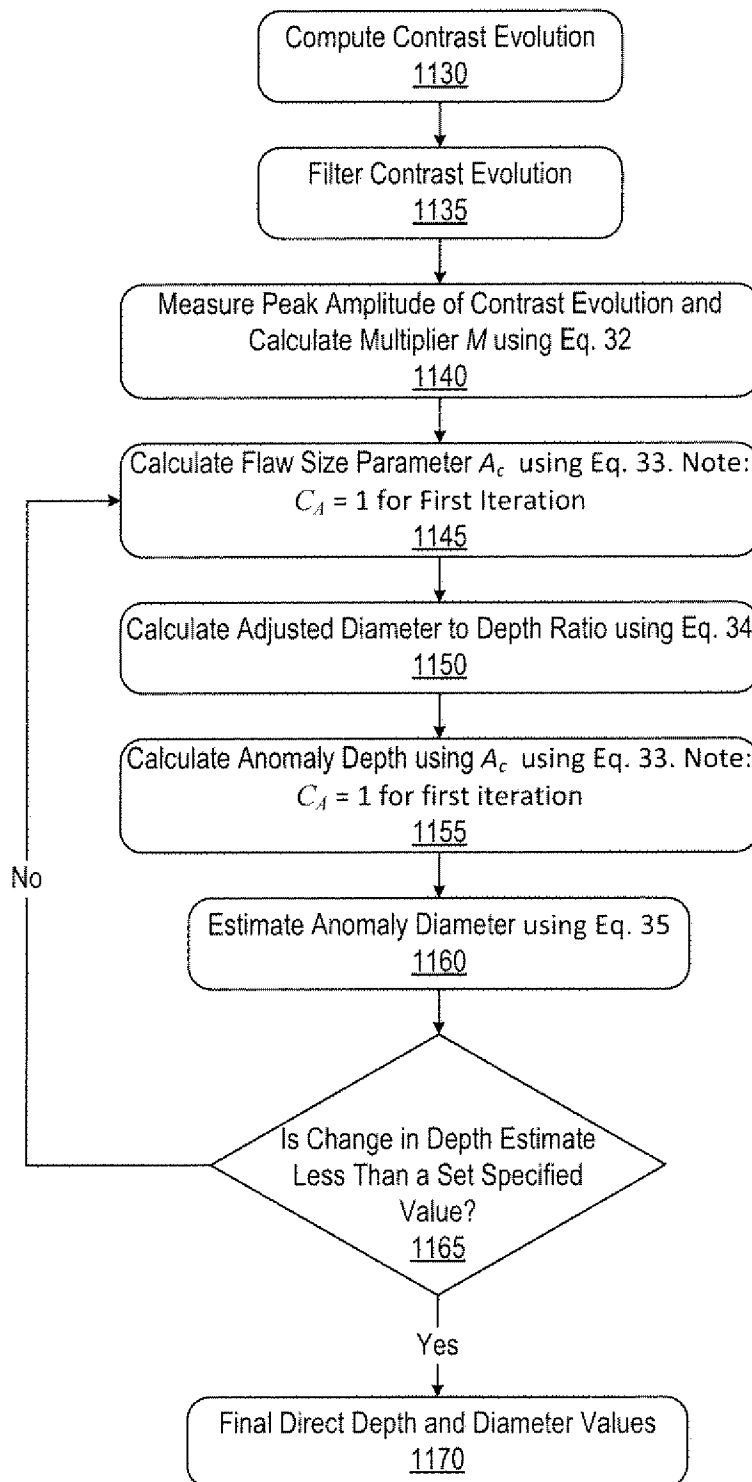 Compute Contrast Evolution
1130
Filter Contrast Evolution
1135
Measure Peak Amplitude of Contrast Evolution and
Calculate Multiplier M using Eq. 32
1140
Calculate Flaw Size Parameter A_c using Eq. 33. Note:
C_A = 1 for First Iteration
1145
Calculate Adjusted Diameter to Depth Ratio using Eq. 34
1150
Calculate Anomaly Depth using A_c using Eq. 33. Note:
C_A = 1 for first iteration
1155
No
Estimate Anomaly Diameter using Eq. 35
1160
Is Change in Depth Estimate
Less Than a Set Specified
Value?
1165
Yes
Final Direct Depth and Diameter Values
1170